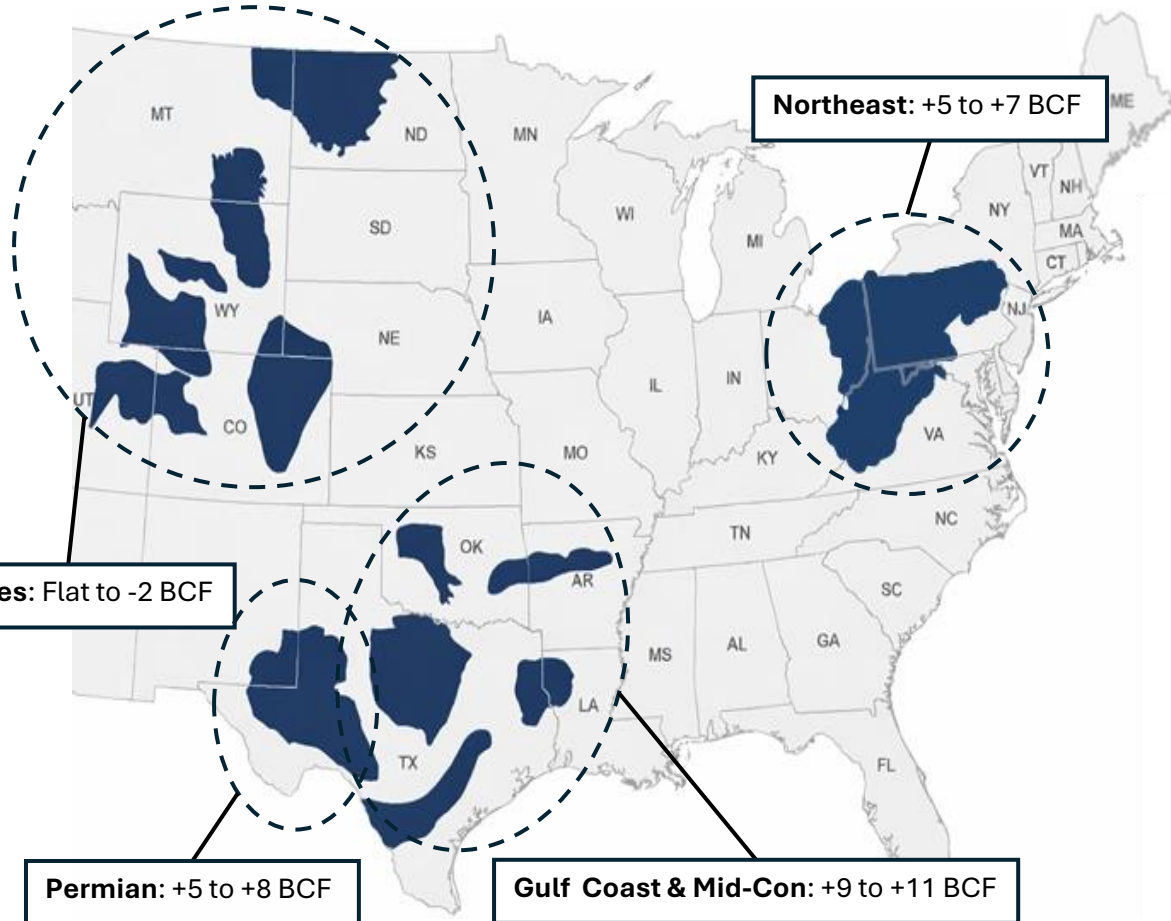 ME
Northeast: +5 to +7 BCF
MT
ND
MN
VT
NH
NY
WI
SD
MA
MI
CT
WY
NJ
IA
NE
IL
IN
UT
CO
VA
KS
MO
KY
NC
TN
OK
AR
SC
es: Flat to -2 BCF
MS
AL
GA
LA
TX
FL
Permian: +5 to +8 BCF
Gulf Coast & Mid-Con: +9 to +11 BCF